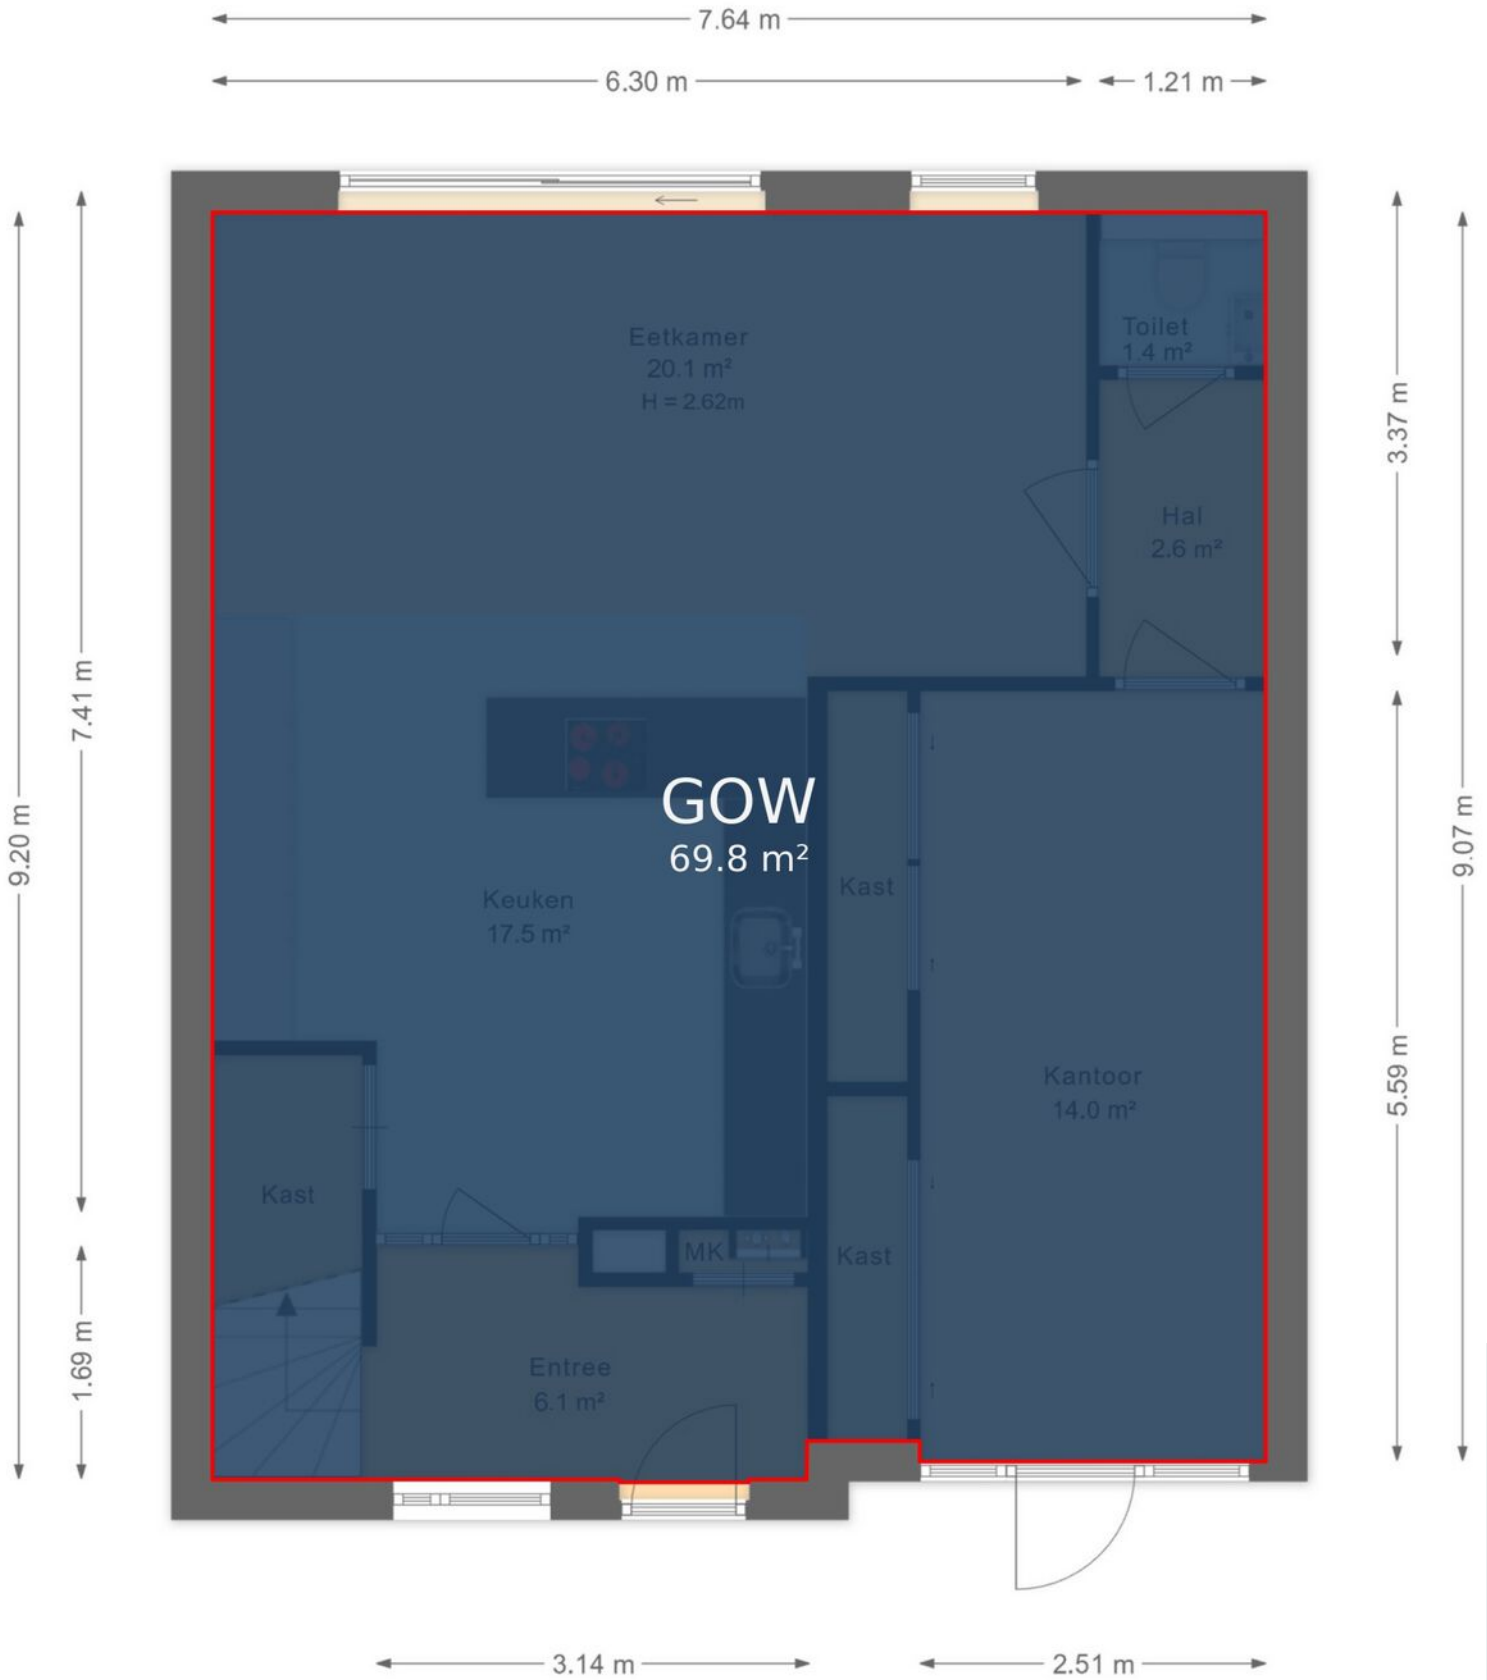 7.64 m
6.30 m
1.21 m
Eetkamer
20.1 m²
H = 2.62m
Toilet
1.4 m²
3.37 m
Hal
2.6 m²
7.41 m
9.20 m
GOW
69.8 m²
9.07 m
Kast
Keuken
17.5 m²
5.59 m
Kantoor
14.0 m²
Kast
MK
Kast
1.69 m
Entree
6.1 m²
3.14 m
2.51 m